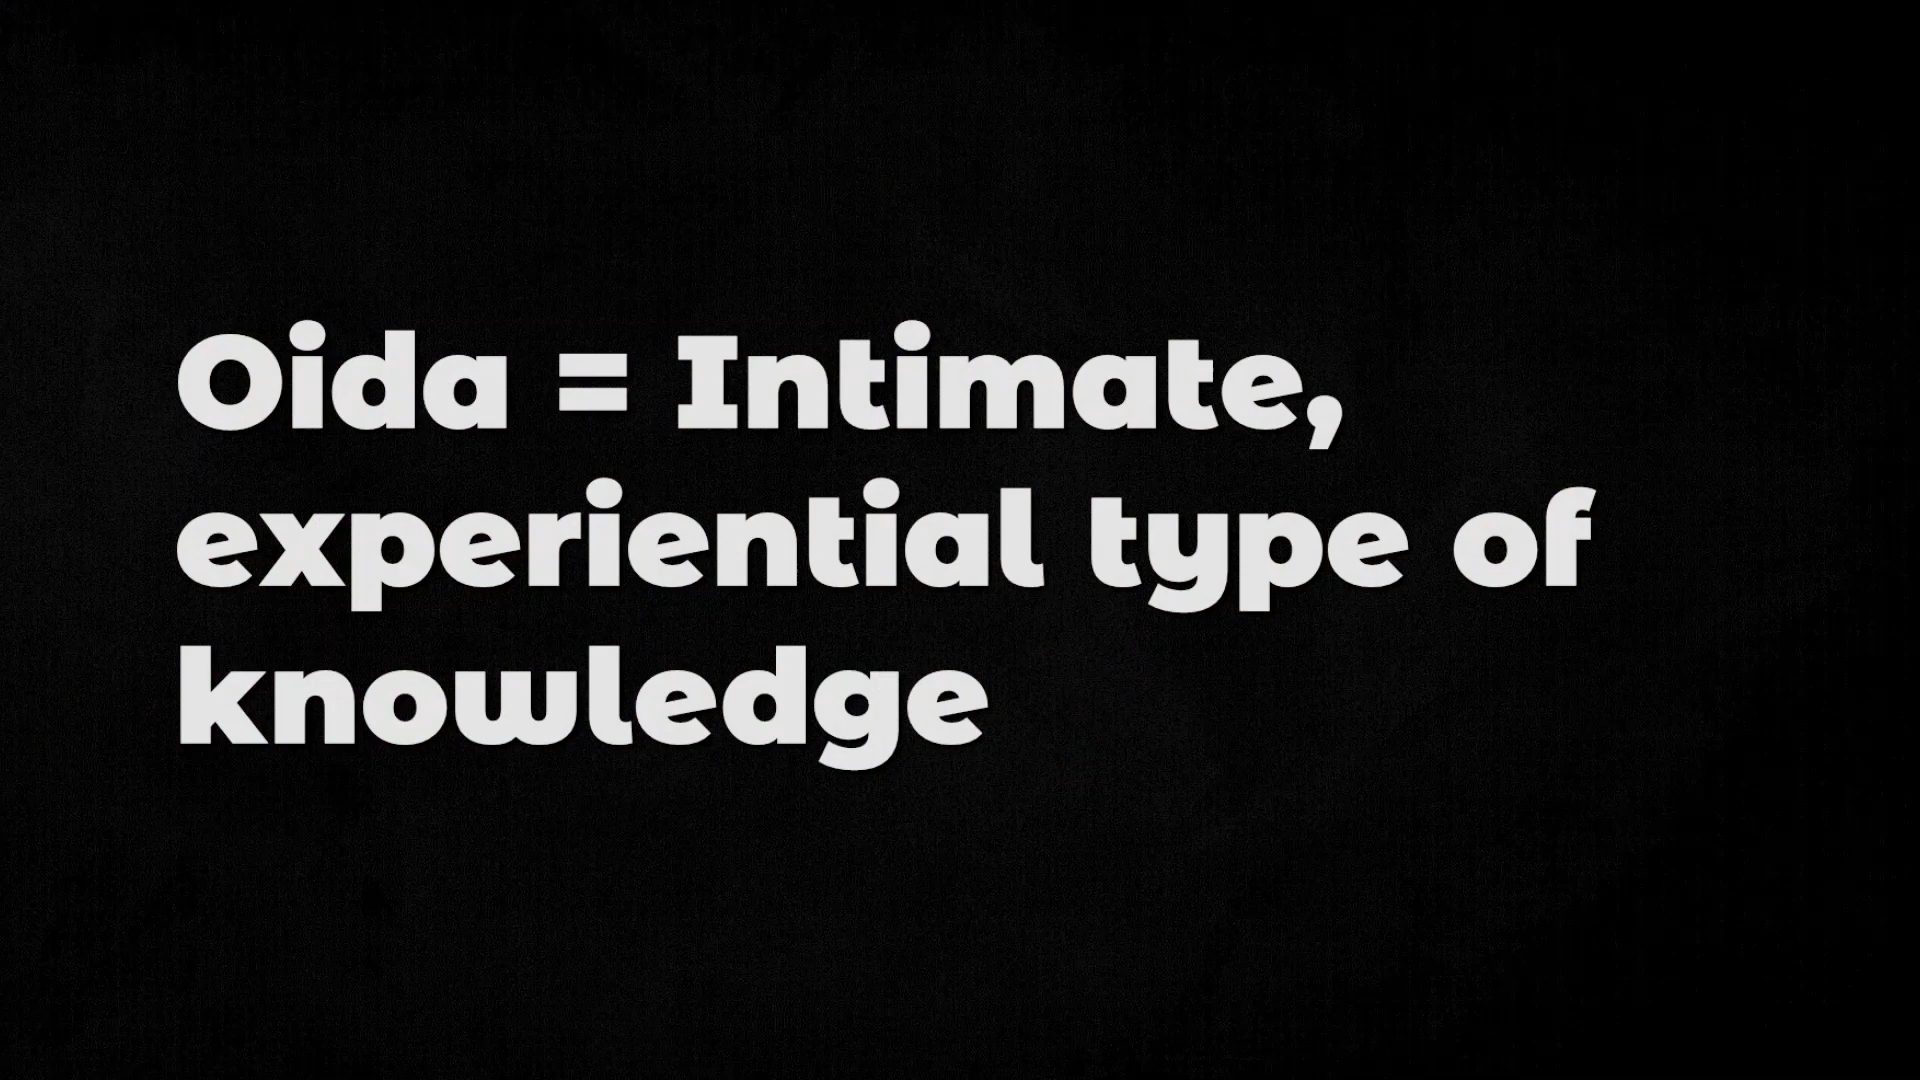 Oida = Intimate,
experiential type of
knowledge